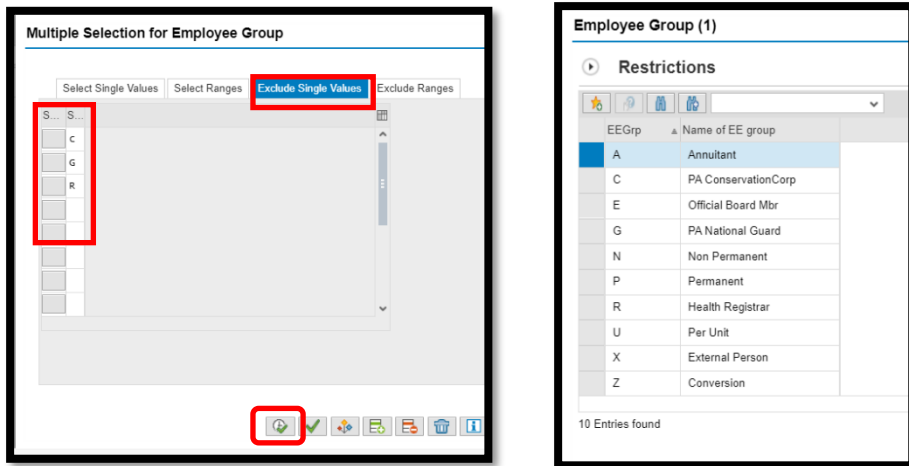 Multiple Selection for Employee Group
Select Single Values Select Ranges Exclude Single Values Exclude Ranges
S... S...
C
G
R
Employee Group (1)
Restrictions
EEGrp Name of EE group
A Annuitant
C PA ConservationCorp
E Official Board Mbr
G PA National Guard
N Non Permanent
P Permanent
R Health Registrar
U Per Unit
X External Person
Z Conversion
10 Entries found